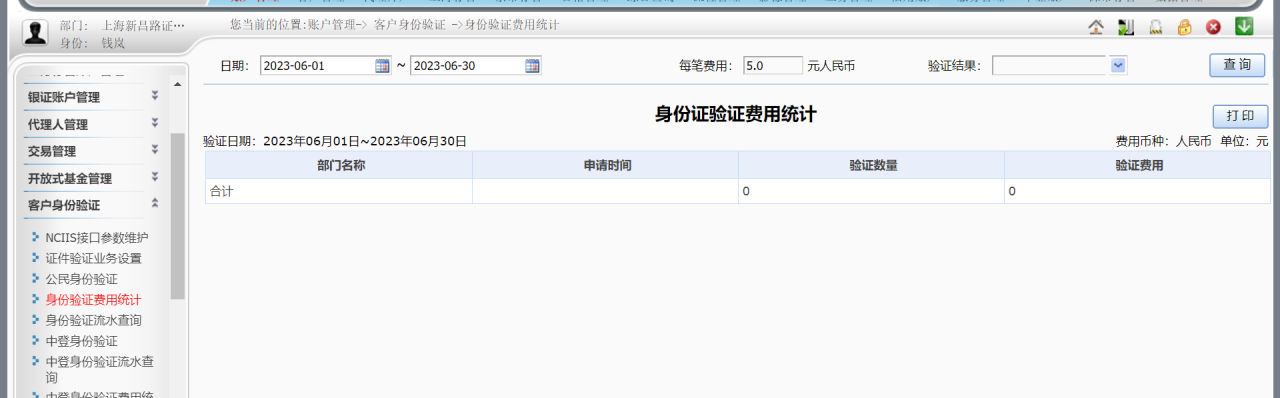 部门： 上海新昌路证…
身份： 钱岚
您当前的位置:账户管理-> 客户身份验证 ->身份验证费用统计
日期： 2023-06-01 ~ 2023-06-30 每笔费用： 5.0 元人民币 验证结果： 查 询
身份证验证费用统计
打 印
验证日期：2023年06月01日~2023年06月30日 费用币种：人民币 单位：元
部门名称 申请时间 验证数量 验证费用
合计 0 0
银证账户管理
代理人管理
交易管理
开放式基金管理
客户身份验证
NCIIS接口参数维护
证件验证业务设置
公民身份验证
身份验证费用统计
身份验证流水查询
中登身份验证
中登身份验证流水查
询
中登身份验证费用统